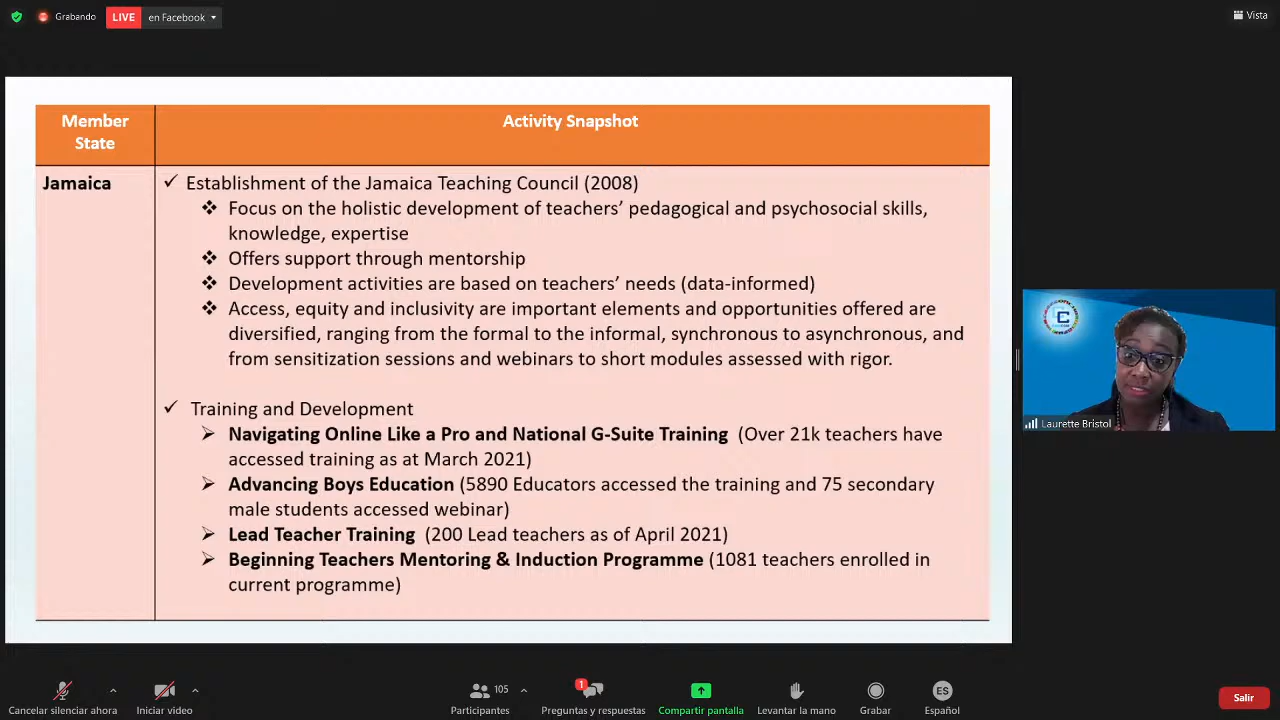 Grabando
LIVE
en Facebook
Vista
Member
State
Activity Snapshot
Jamaica
✓ Establishment of the Jamaica Teaching Council (2008)
❖ Focus on the holistic development of teachers’ pedagogical and psychosocial skills,
knowledge, expertise
❖ Offers support through mentorship
❖ Development activities are based on teachers’ needs (data-informed)
❖ Access, equity and inclusivity are important elements and opportunities offered are
diversified, ranging from the formal to the informal, synchronous to asynchronous, and
from sensitization sessions and webinars to short modules assessed with rigor.
✓ Training and Development
➢ Navigating Online Like a Pro and National G-Suite Training (Over 21k teachers have
accessed training as at March 2021)
➢ Advancing Boys Education (5890 Educators accessed the training and 75 secondary
male students accessed webinar)
➢ Lead Teacher Training (200 Lead teachers as of April 2021)
➢ Beginning Teachers Mentoring & Induction Programme (1081 teachers enrolled in
current programme)
C
Laurette Bristol
Cancelar silenciar ahora
Iniciar video
105
Participantes
1
Preguntas y respuestas
Compartir pantalla
Levantar la mano
Grabar
ES
Español
Salir